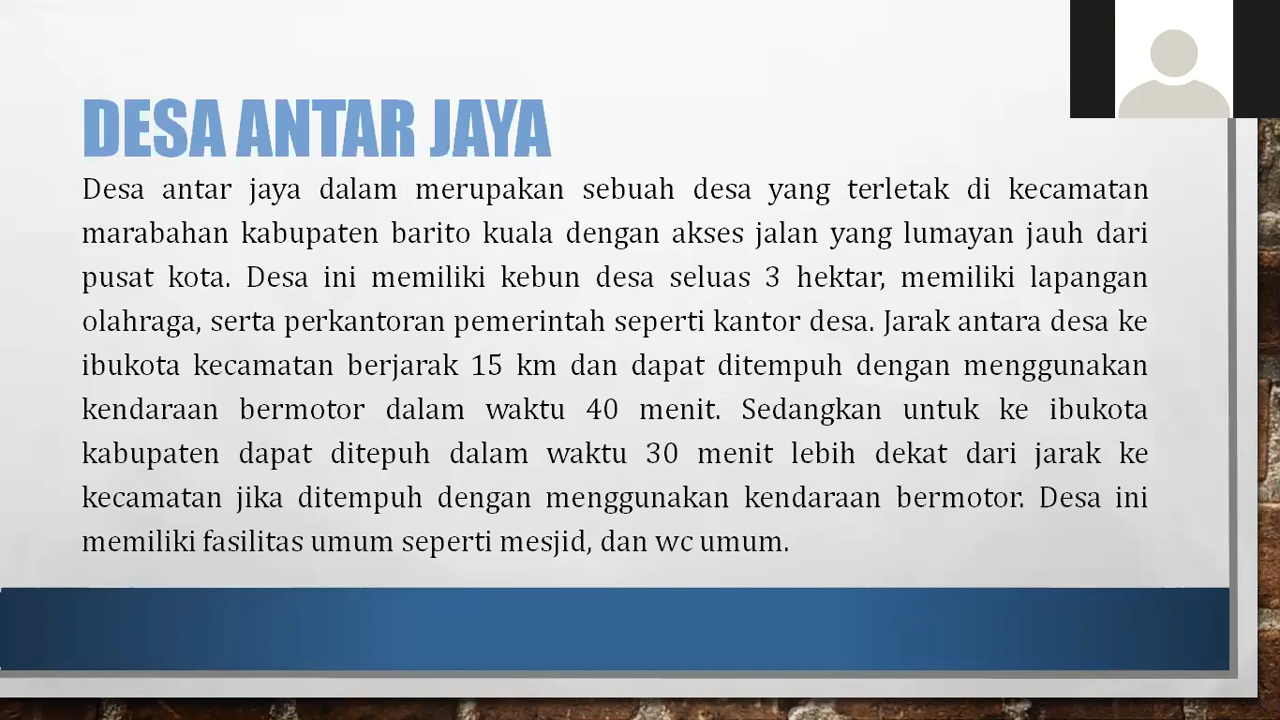 DESA ANTAR JAYA
Desa antar jaya dalam merupakan sebuah desa yang terletak di kecamatan
marabahan kabupaten barito kuala dengan akses jalan yang lumayan jauh dari
pusat kota. Desa ini memiliki kebun desa seluas 3 hektar, memiliki lapangan
olahraga, serta perkantoran pemerintah seperti kantor desa. Jarak antara desa ke
ibukota kecamatan berjarak 15 km dan dapat ditempuh dengan menggunakan
kendaraan bermotor dalam waktu 40 menit. Sedangkan untuk ke ibukota
kabupaten dapat ditepuh dalam waktu 30 menit lebih dekat dari jarak ke
kecamatan jika ditempuh dengan menggunakan kendaraan bermotor. Desa ini
memiliki fasilitas umum seperti mesjid, dan wc umum.